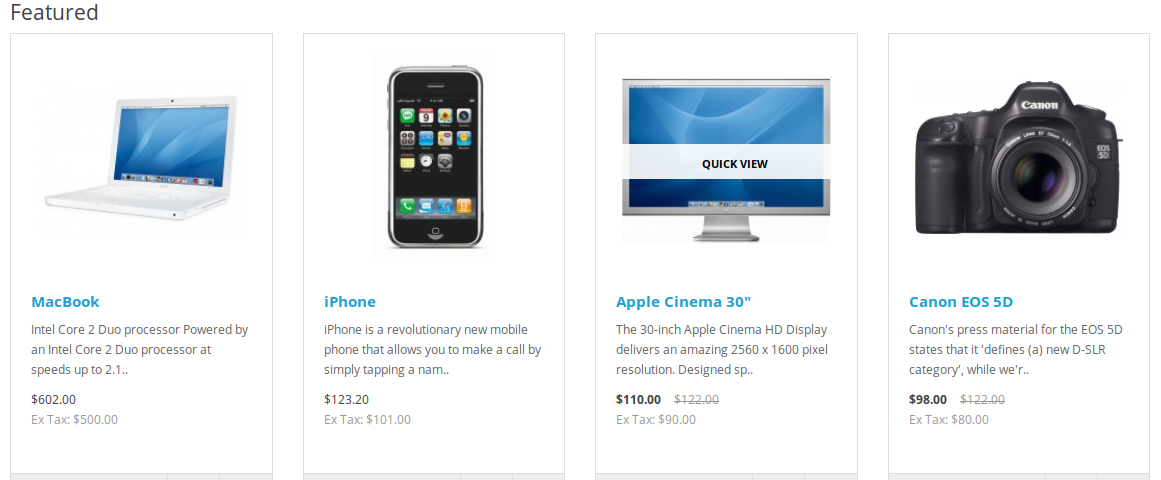 Featured
QUICK VIEW
Canon
EOS
5D
MacBook
Intel Core 2 Duo processor Powered by
an Intel Core 2 Duo processor at
speeds up to 2.1..
$602.00
Ex Tax: $500.00
iPhone
iPhone is a revolutionary new mobile
phone that allows you to make a call by
simply tapping a nam..
$123.20
Ex Tax: $101.00
Apple Cinema 30"
The 30-inch Apple Cinema HD Display
delivers an amazing 2560 x 1600 pixel
resolution. Designed sp..
$110.00 $122.00
Ex Tax: $90.00
Canon EOS 5D
Canon's press material for the EOS 5D
states that it 'defines (a) new D-SLR
category', while we'r..
$98.00 $122.00
Ex Tax: $80.00